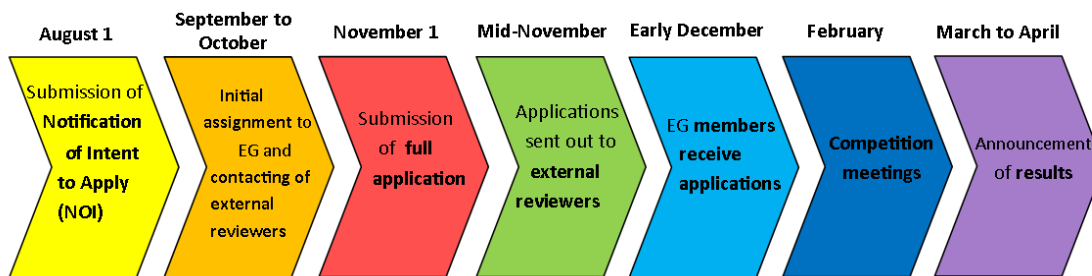 August 1
Submission of
Notification
of Intent
to Apply
(NOI)
September to
October
Initial
assignment to
EG and
contacting of
external
reviewers
November 1
Submission
of full
application
Mid-November
Applications
sent out to
external
reviewers
Early December
EG members
receive
applications
February
Competition
meetings
March to April
Announcement
of results